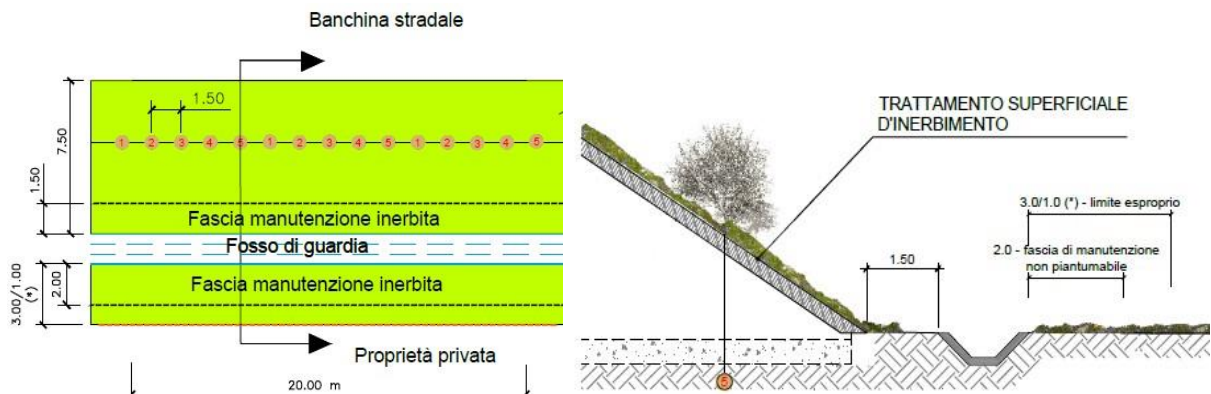 Banchina stradale
1.50
7.50
1 2 3 4 5 1 2 3 4 5 1 2 3 4 5
1.50
Fascia manutenzione inerbita
Fosso di guardia
3.00/1.00
(*)
2.00
Fascia manutenzione inerbita
Proprietà privata
20.00 m
TRATTAMENTO SUPERFICIALE
D'INERBIMENTO
3.0/1.0 (*) - limite esproprio
2.0 - fascia di manutenzione
non piantumabile
1.50
5